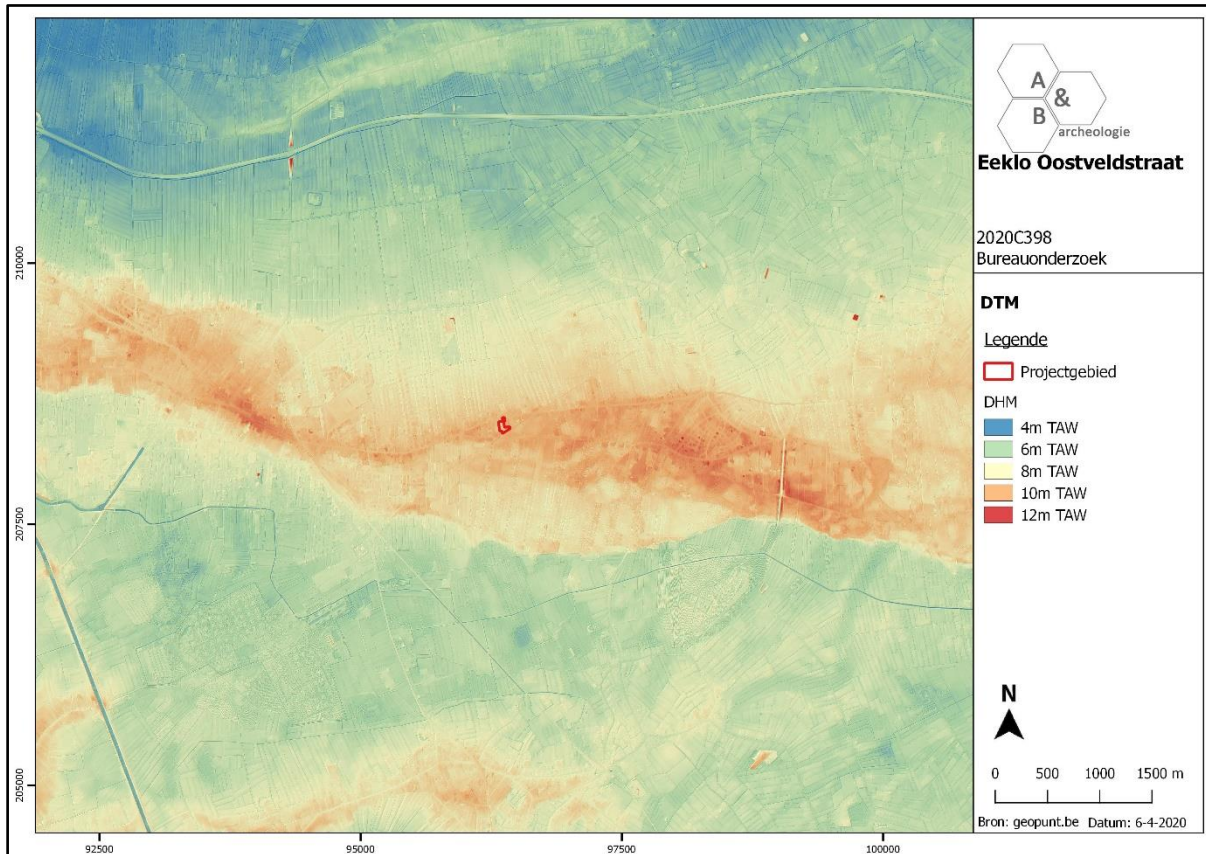 A
&
B
archeologie
Eeklo Oostveldstraat
2020C398
Bureauonderzoek
DTM
Legende
Projectgebied
DHM
4m TAW
6m TAW
8m TAW
10m TAW
12m TAW
N
0 500 1000 1500 m
Bron: geopunt.be Datum: 6-4-2020
210000
207500
205000
92500 95000 97500 100000